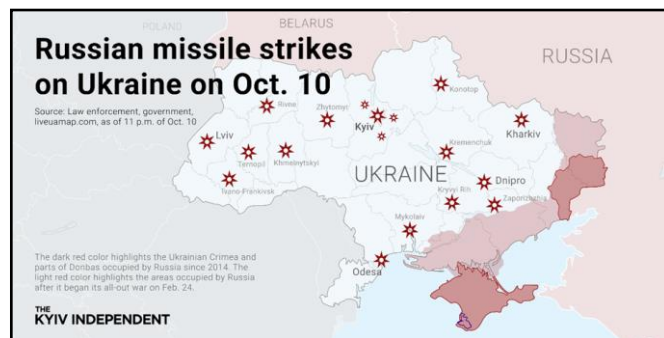 POLAND
BELARUS
RUSSIA
Russian missile strikes
on Ukraine on Oct. 10
Source: Law enforcement, government,
liveuamap.com, as of 11 p.m. of Oct. 10
Konotop
Rivne
Zhytomyr
Kyiv
Lviv
Kharkiv
Ternopil
Khmelnytskyi
Kremenchuk
Ivano-Frankivsk
UKRAINE
Dnipro
Kryvyi Rih
Zaporizhzhia
Mykolaiv
Odesa
The dark red color highlights the Ukrainian Crimea and
parts of Donbas occupied by Russia since 2014. The
light red color highlights the areas occupied by Russia
after it began its all-out war on Feb. 24.
THE
KYIV INDEPENDENT